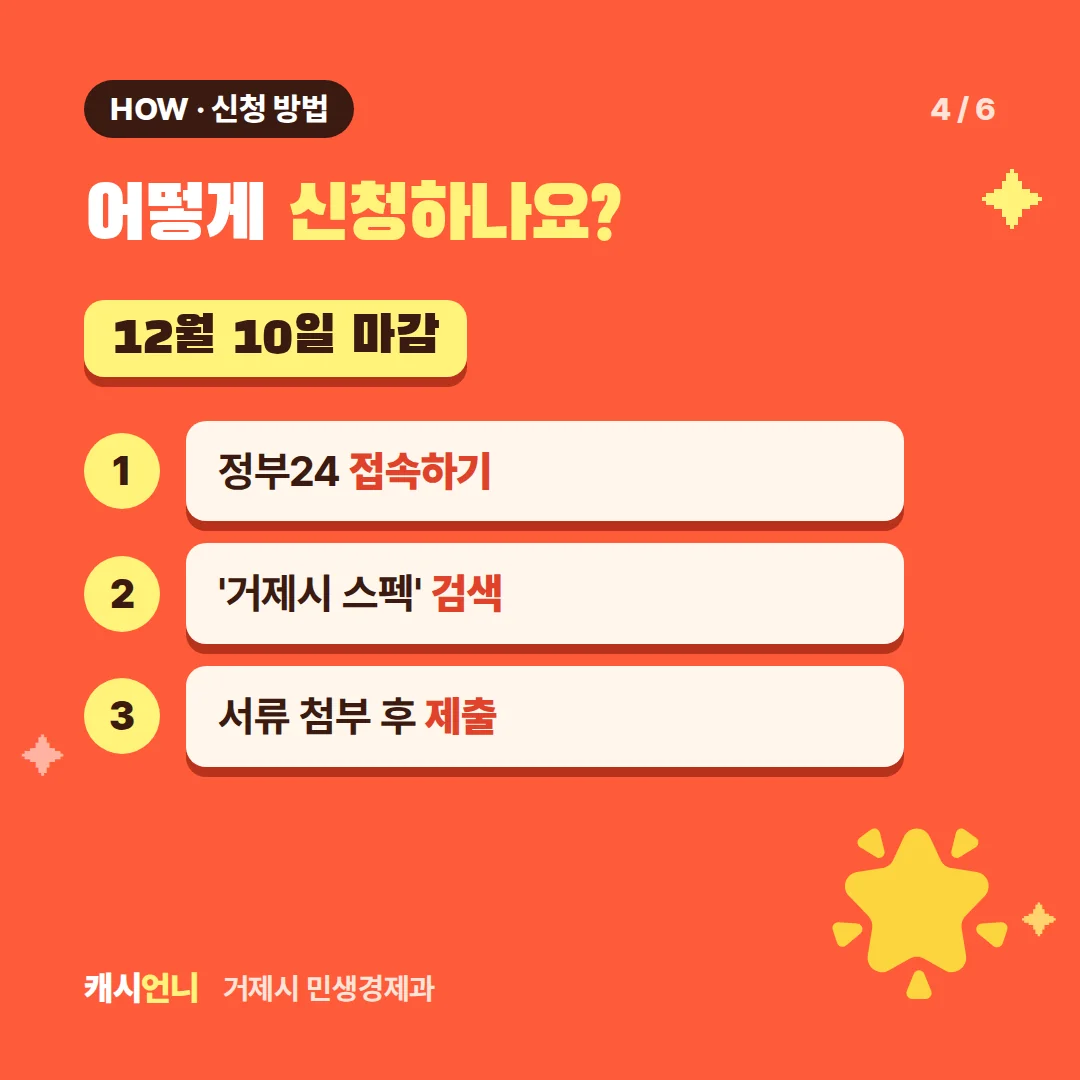 HOW · 신청 방법
4 / 6
어떻게 신청하나요?
12월 10일 마감
1
정부24 접속하기
2
'거제시 스펙' 검색
3
서류 첨부 후 제출
캐시언니 거제시 민생경제과